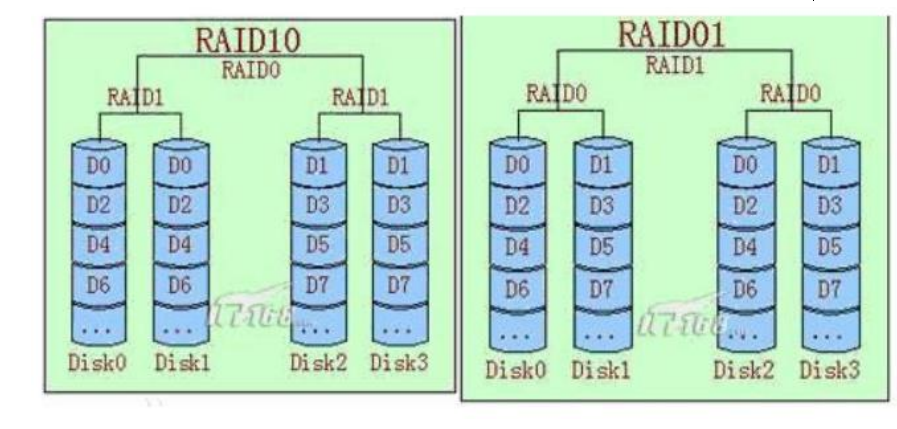 RAID10
RAID0
RAID1 RAID1
D0 D0 D1 D1
D2 D2 D3 D3
D4 D4 D5 D5
D6 D6 D7 D7
... ... ... ...
Disk0 Disk1 Disk2 Disk3
RAID01
RAID1
RAID0 RAID0
D0 D1 D0 D1
D2 D3 D2 D3
D4 D5 D4 D5
D6 D7 D6 D7
... ... ... ...
Disk0 Disk1 Disk2 Disk3